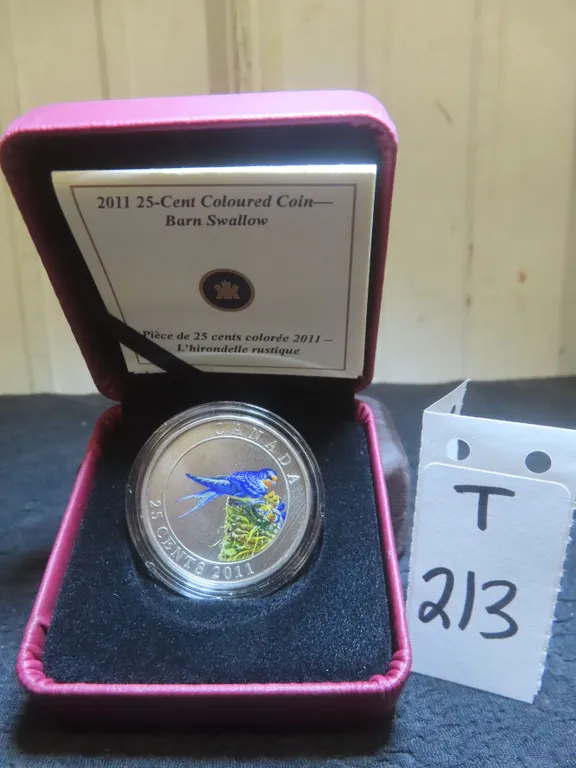 2011 25-Cent Coloured Coin—
Barn Swallow
Pièce de 25 cents colorée 2011 –
L'hirondelle rustique
CANADA
25 CENTS 2011
T
213